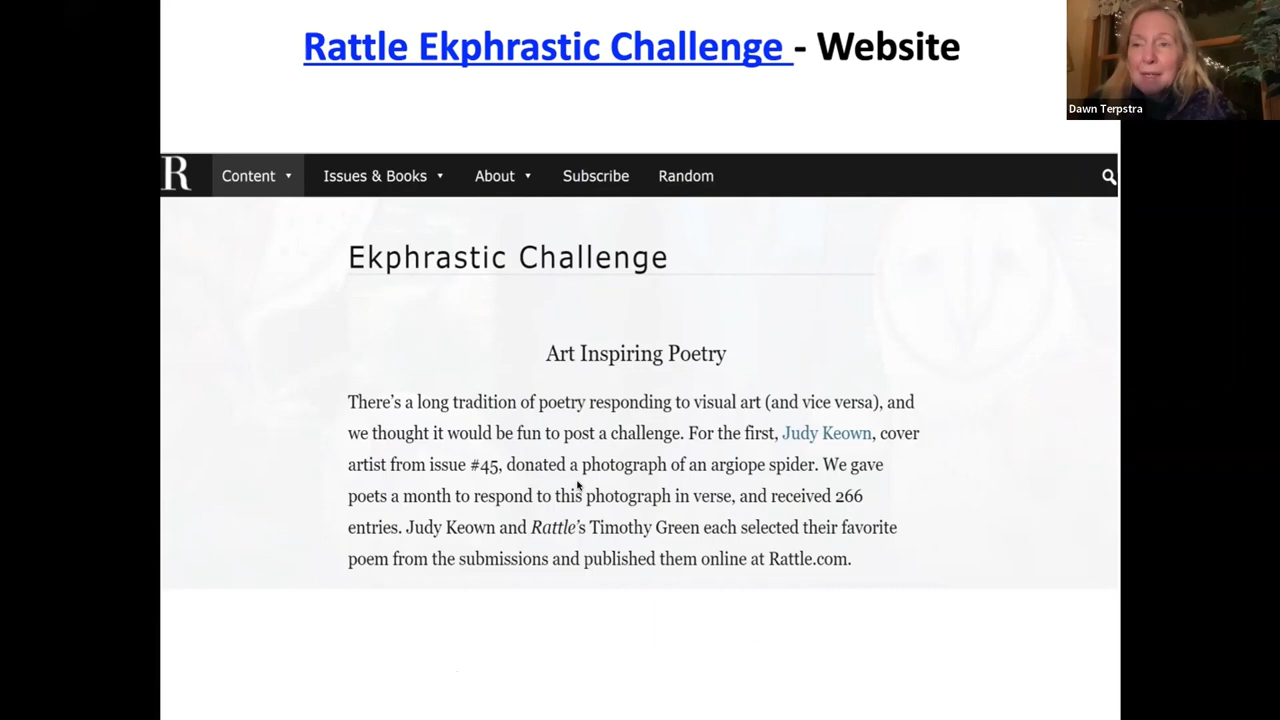 Rattle Ekphrastic Challenge - Website
Dawn Terpstra
R Content Issues & Books About Subscribe Random
Ekphrastic Challenge
Art Inspiring Poetry
There's a long tradition of poetry responding to visual art (and vice versa), and
we thought it would be fun to post a challenge. For the first, Judy Keown, cover
artist from issue #45, donated a photograph of an argiope spider. We gave
poets a month to respond to this photograph in verse, and received 266
entries. Judy Keown and Rattle's Timothy Green each selected their favorite
poem from the submissions and published them online at Rattle.com.